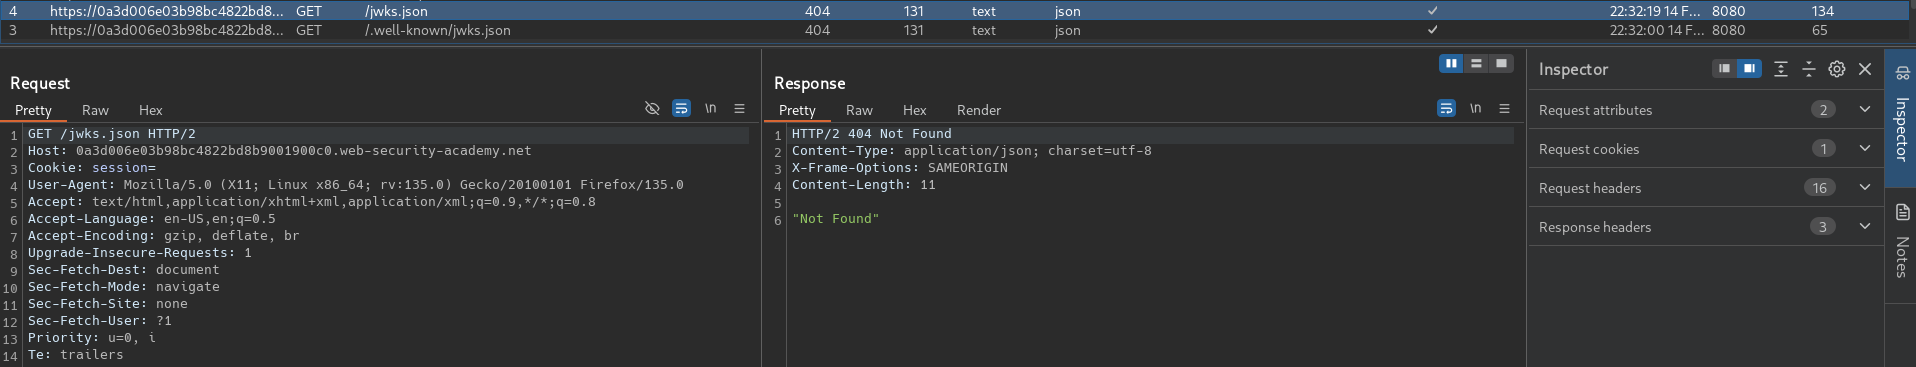 4 https://0a3d006e03b98bc4822bd8... GET /jwks.json 404 131 text json ✓ 22:32:19 14 F... 8080 134
3 https://0a3d006e03b98bc4822bd8... GET /.well-known/jwks.json 404 131 text json ✓ 22:32:00 14 F... 8080 65
Request
Pretty Raw Hex \n
1 GET /jwks.json HTTP/2
2 Host: 0a3d006e03b98bc4822bd8b9001900c0.web-security-academy.net
3 Cookie: session=
4 User-Agent: Mozilla/5.0 (X11; Linux x86_64; rv:135.0) Gecko/20100101 Firefox/135.0
5 Accept: text/html,application/xhtml+xml,application/xml;q=0.9,*/*;q=0.8
6 Accept-Language: en-US,en;q=0.5
7 Accept-Encoding: gzip, deflate, br
8 Upgrade-Insecure-Requests: 1
9 Sec-Fetch-Dest: document
10 Sec-Fetch-Mode: navigate
11 Sec-Fetch-Site: none
12 Sec-Fetch-User: ?1
13 Priority: u=0, i
14 Te: trailers
Response
Pretty Raw Hex Render \n
1 HTTP/2 404 Not Found
2 Content-Type: application/json; charset=utf-8
3 X-Frame-Options: SAMEORIGIN
4 Content-Length: 11
5
6 "Not Found"
Inspector
Request attributes 2
Request cookies 1
Request headers 16
Response headers 3
Inspector
Notes